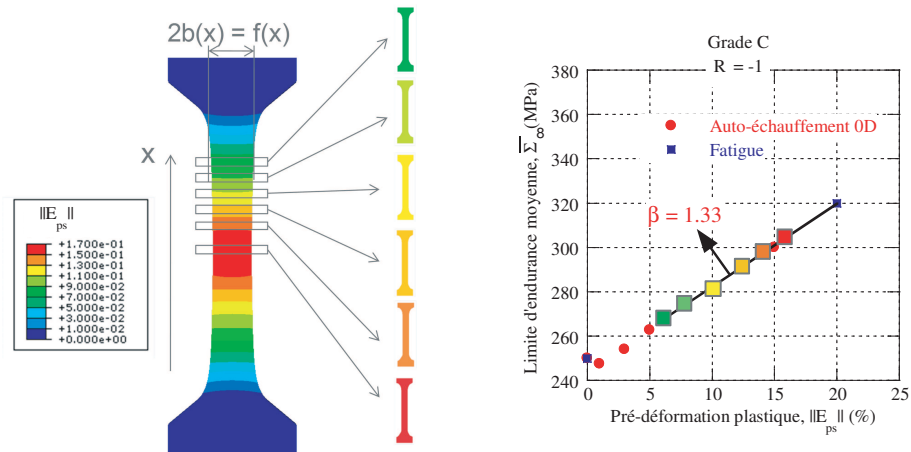 2b(x) = f(x)
x
||E_ps||
+1.700e-01
+1.500e-01
+1.300e-01
+1.100e-01
+9.000e-02
+7.000e-02
+5.000e-02
+3.000e-02
+1.000e-02
+0.000e+00
Grade C
R = -1
380
360
340
320
300
280
260
240
Limite d'endurance moyenne, Σ̅_∞ (MPa)
Auto-échauffement 0D
Fatigue
β = 1.33
0 5 10 15 20 25
Pré-déformation plastique, ||E_ps|| (%)